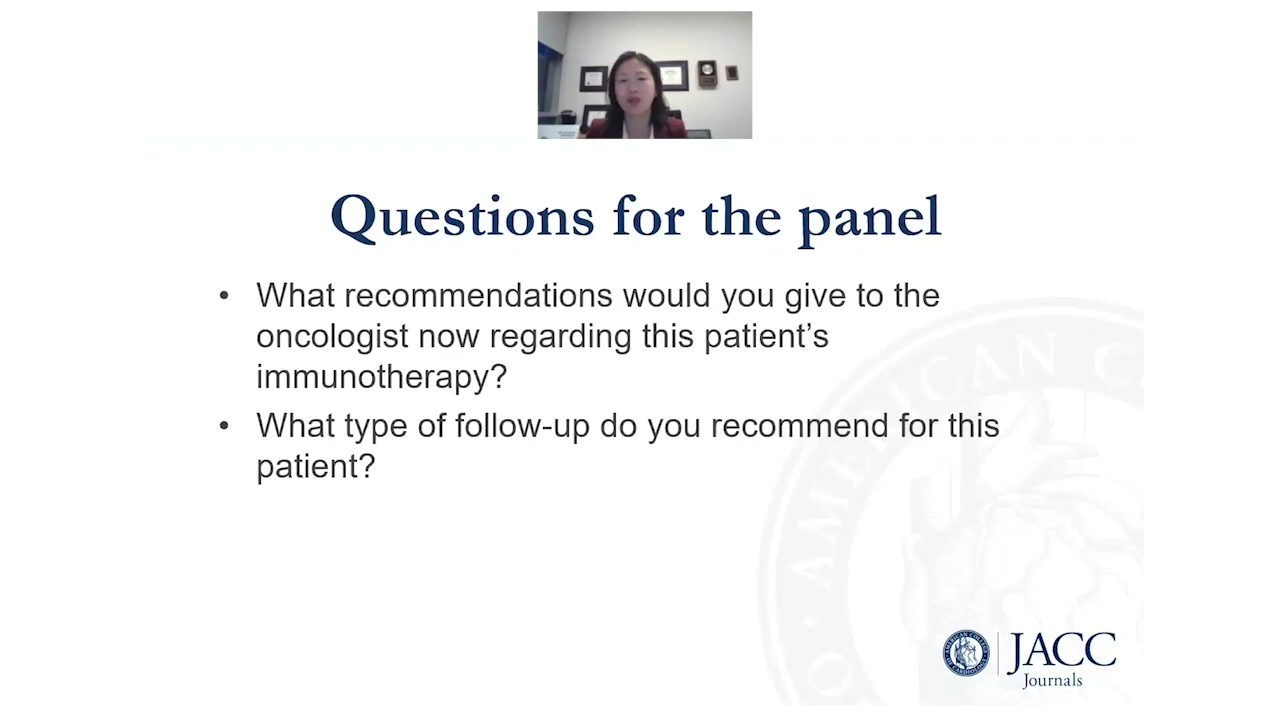 Questions for the panel
• What recommendations would you give to the
oncologist now regarding this patient’s
immunotherapy?
• What type of follow-up do you recommend for this
patient?
AMERICAN C
JACC
Journals